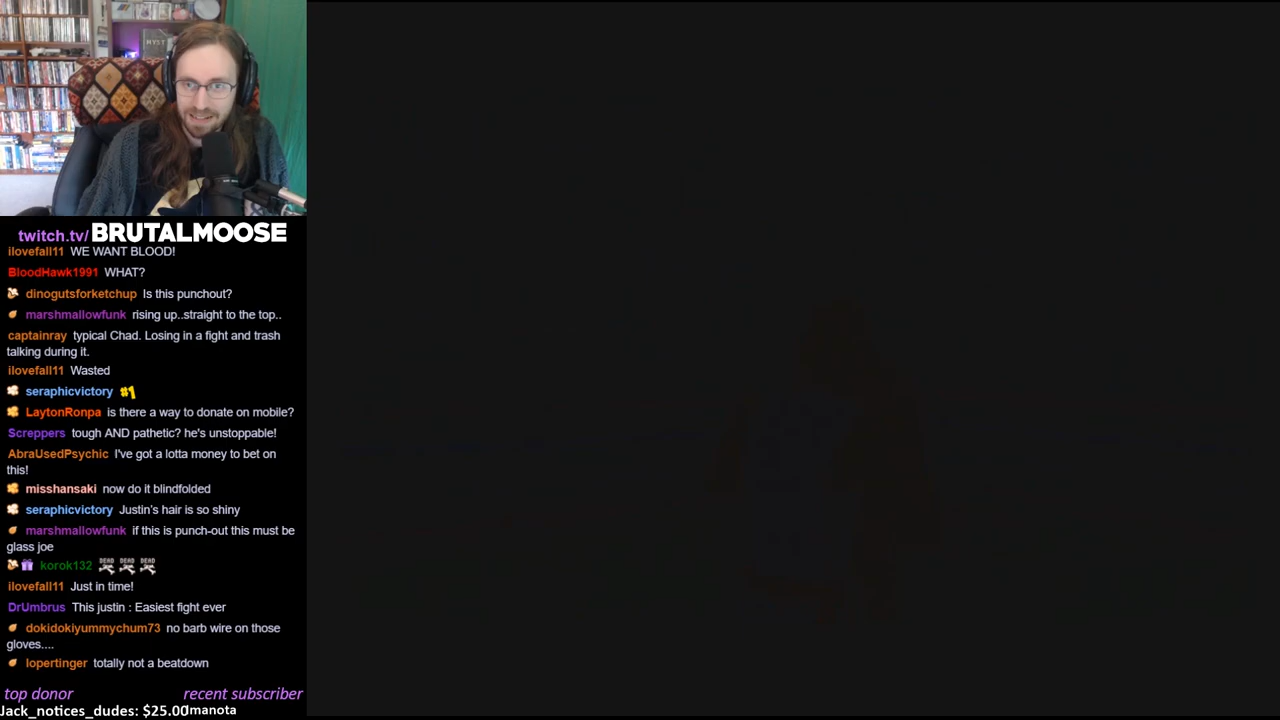 MYST
twitch.tv/BRUTALMOOSE
ilovefall11 WE WANT BLOOD!
BloodHawk1991 WHAT?
dinogutsforketchup Is this punchout?
marshmallowfunk rising up..straight to the top..
captainray typical Chad. Losing in a fight and trash
talking during it.
ilovefall11 Wasted
seraphicvictory #1
LaytonRonpa is there a way to donate on mobile?
Screppers tough AND pathetic? he's unstoppable!
AbraUsedPsychic I've got a lotta money to bet on
this!
misshansaki now do it blindfolded
seraphicvictory Justin's hair is so shiny
marshmallowfunk if this is punch-out this must be
glass joe
korok132 DEAD DEAD DEAD
ilovefall11 Just in time!
DrUmbrus This justin : Easiest fight ever
dokidokiyummychum73 no barb wire on those
gloves....
lopertinger totally not a beatdown
top donor recent subscriber
Jack_notices_dudes: $25.00 manota